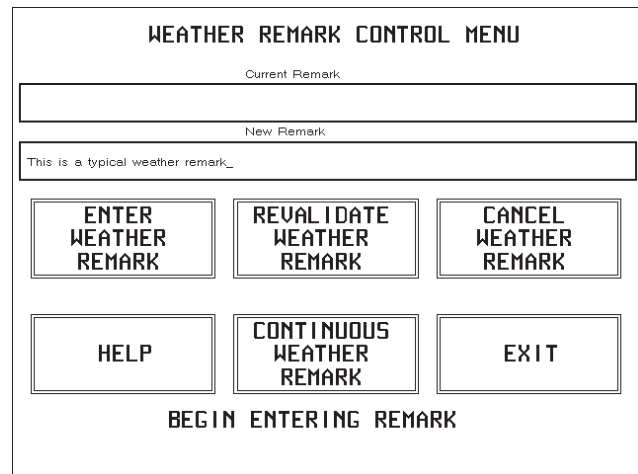 WEATHER REMARK CONTROL MENU
Current Remark
New Remark
This is a typical weather remark_
ENTER
WEATHER
REMARK
REVALIDATE
WEATHER
REMARK
CANCEL
WEATHER
REMARK
HELP
CONTINUOUS
WEATHER
REMARK
EXIT
BEGIN ENTERING REMARK